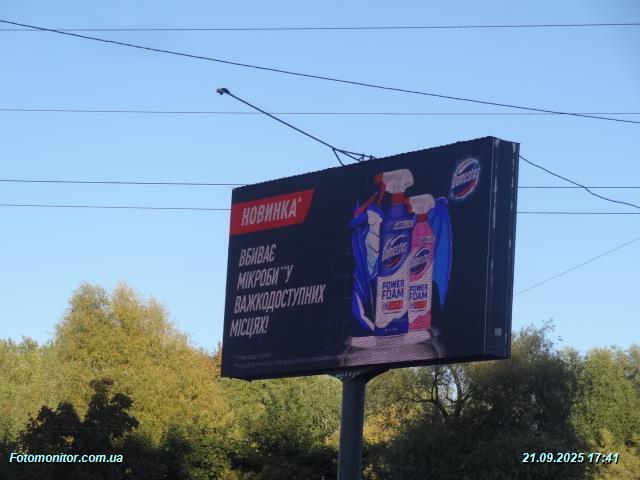 НОВИНКА*
ВБИВАЄ
МІКРОБИ**У
ВАЖКОДОСТУПНИХ
МІСЦЯХ!
Domestos
Domestos
POWER
FOAM
POWER
FOAM
Fotomonitor.com.ua
21.09.2025 17:41